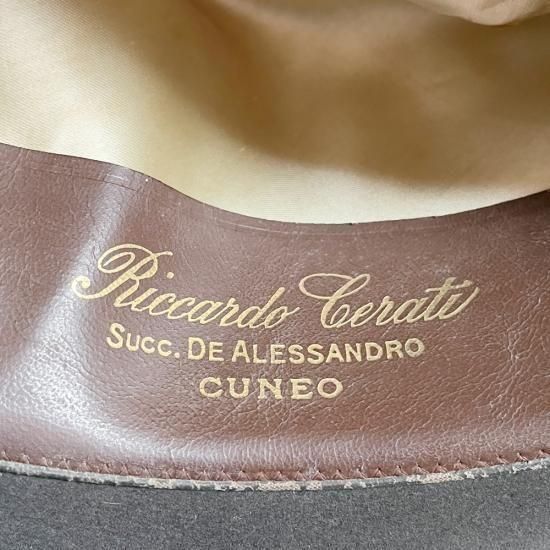 Riccardo Cerati
SUCC. DE ALESSANDRO
CUNEO